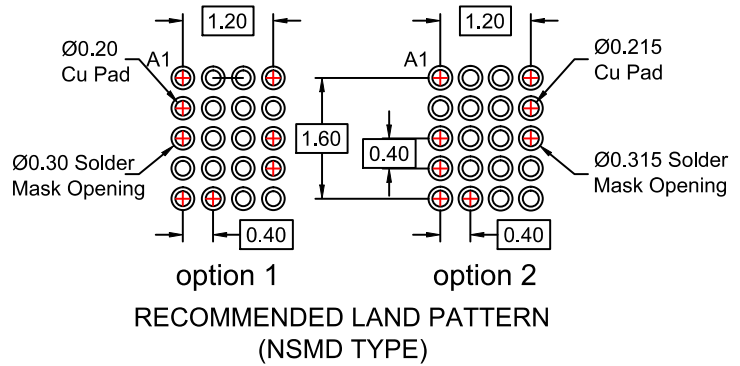 1.20
Ø0.20
Cu Pad
A1
Ø0.30 Solder
Mask Opening
0.40
option 1
1.60
1.20
A1
Ø0.215
Cu Pad
0.40
Ø0.315 Solder
Mask Opening
0.40
option 2
RECOMMENDED LAND PATTERN
(NSMD TYPE)